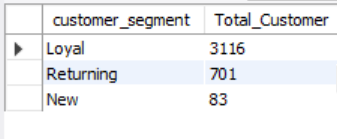 customer_segment Total_Customer
Loyal 3116
Returning 701
New 83